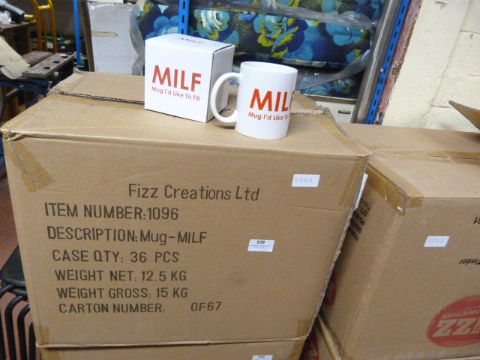 MILF
Mug I'd Like to Fill
MILF
Mug I'd Like to Fill
Fizz Creations Ltd
ITEM NUMBER:1096
DESCRIPTION:Mug-MILF
CASE QTY: 36 PCS
WEIGHT NET: 12.5 KG
WEIGHT GROSS: 15 KG
CARTON NUMBER, OF67